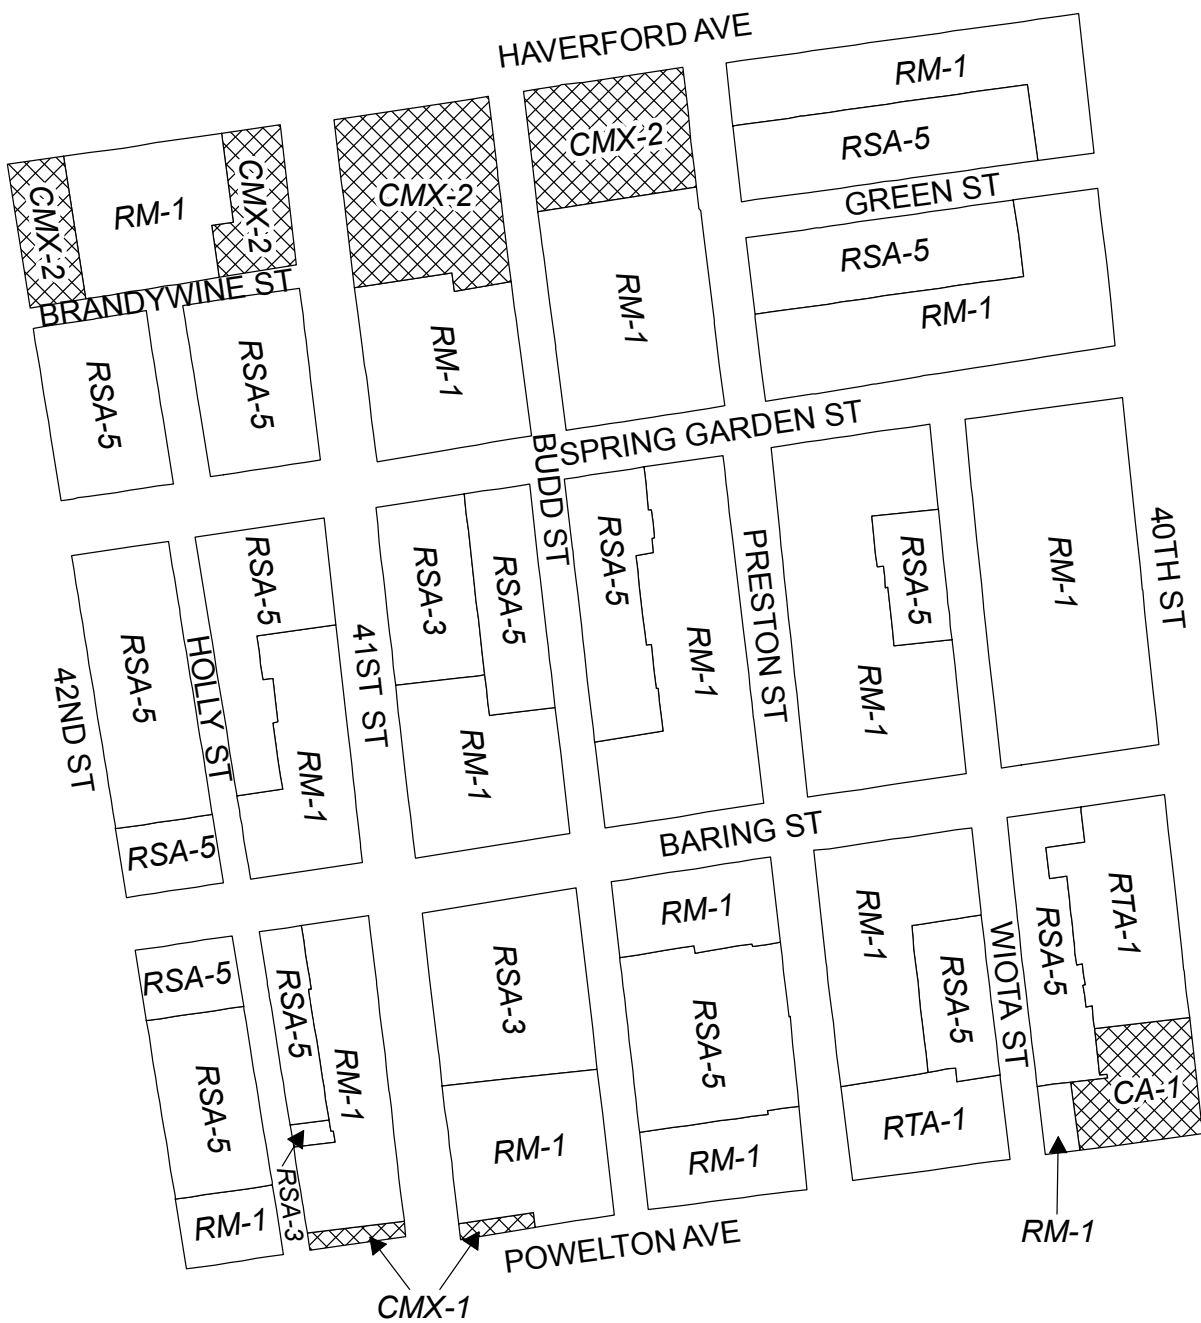 HAVERFORD AVE
RM-1
RSA-5
CMX-2
CMX-2
CMX-2
RM-1
CMX-2
GREEN ST
RSA-5
RM-1
BRANDYWINE ST
RM-1
RM-1
RSA-5
RSA-5
SPRING GARDEN ST
BUDD ST
RSA-5
RSA-3
RSA-5
RSA-5
RM-1
PRESTON ST
RSA-5
RM-1
RM-1
40TH ST
42ND ST
RSA-5
HOLLY ST
RM-1
41ST ST
RM-1
RSA-5
BARING ST
RM-1
RM-1
RSA-5
RTA-1
RSA-5
RSA-5
RM-1
RSA-3
RSA-5
RSA-5
WIOTA ST
RSA-5
RM-1
RM-1
RTA-1
CA-1
RM-1
RSA-3
POWELTON AVE
RM-1
CMX-1